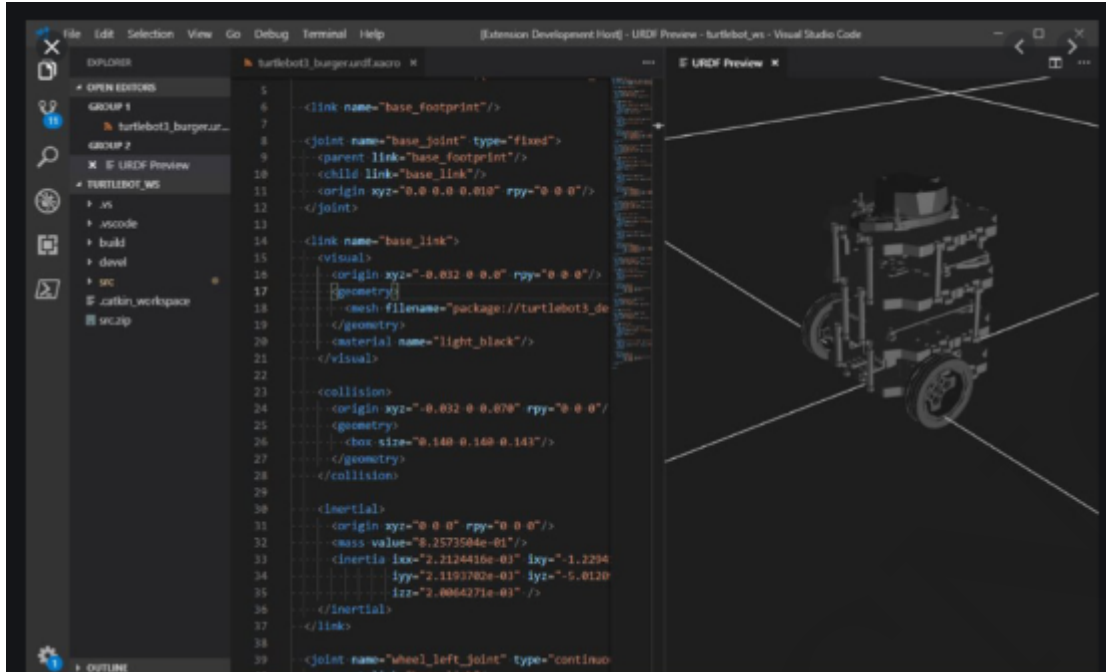 File Edit Selection View Go Debug Terminal Help
[Extension Development Host] - URDF Preview - turtlebot_ws - Visual Studio Code
EXPLORER
OPEN EDITORS
GROUP 1
turtlebot3_burger.ur...
GROUP 2
URDF Preview
TURTLEBOT_WS
.vs
.vscode
build
devel
src
.catkin_workspace
src.zip
OUTLINE
11
1
turtlebot3_burger.urdf.xacro
5
6 <link name="base_footprint"/>
7
8 <joint name="base_joint" type="fixed">
9 <parent link="base_footprint"/>
10 <child link="base_link"/>
11 <origin xyz="0.0 0.0 0.010" rpy="0 0 0"/>
12 </joint>
13
14 <link name="base_link">
15 <visual>
16 <origin xyz="-0.032 0 0.0" rpy="0 0 0"/>
17 <geometry>
18 <mesh filename="package://turtlebot3_de
19 </geometry>
20 <material name="light_black"/>
21 </visual>
22
23 <collision>
24 <origin xyz="-0.032 0 0.070" rpy="0 0 0"/
25 <geometry>
26 <box size="0.140 0.140 0.143"/>
27 </geometry>
28 </collision>
29
30 <inertial>
31 <origin xyz="0 0 0" rpy="0 0 0"/>
32 <mass value="8.2573504e-01"/>
33 <inertia ixx="2.2124416e-03" ixy="-1.2294
34 iyy="2.1193702e-03" iyz="-5.0120
35 izz="2.0064271e-03" />
36 </inertial>
37 </link>
38
39 <joint name="wheel_left_joint" type="continuo
URDF Preview